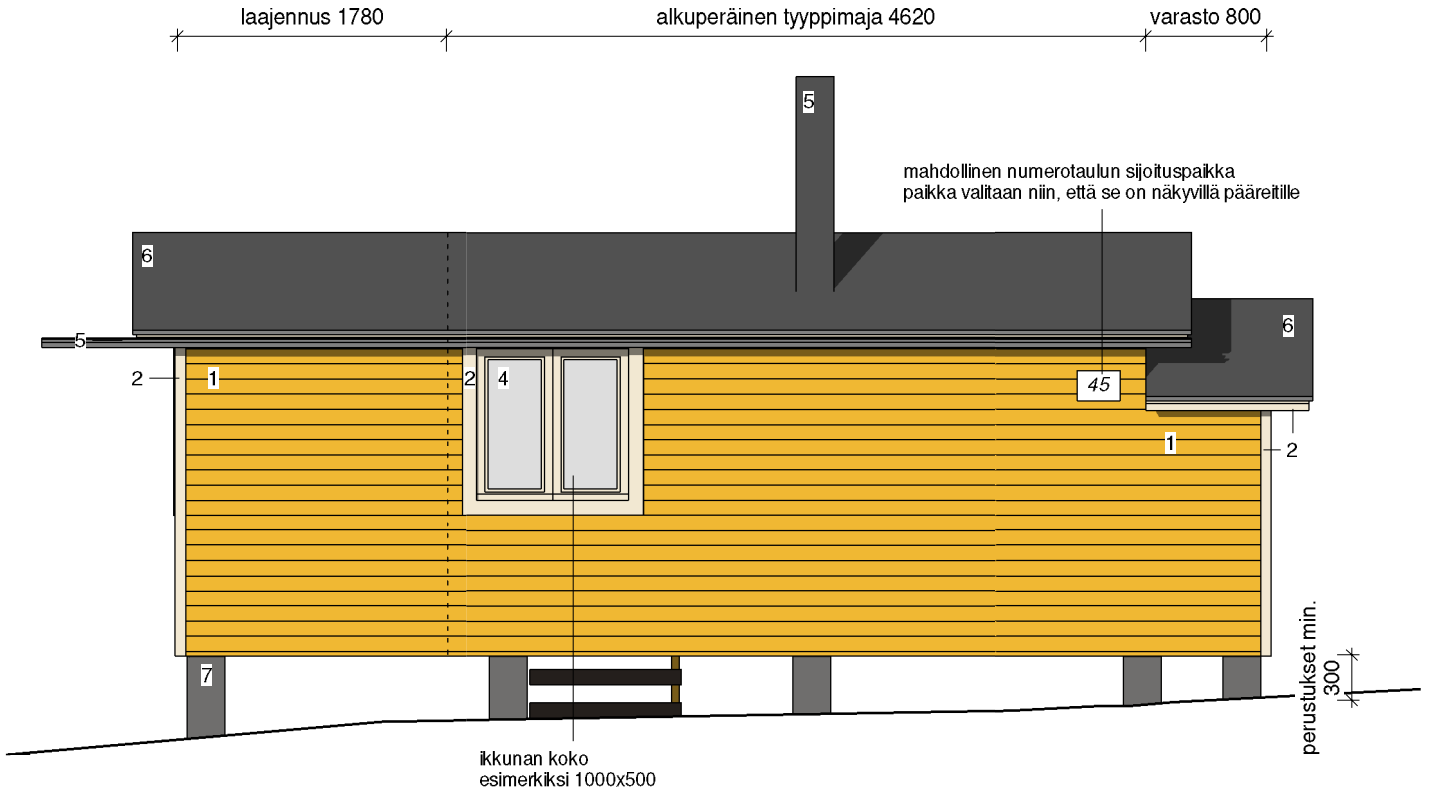 laajennus 1780
alkuperäinen tyyppimaja 4620
varasto 800
5
mahdollinen numerotaulun sijoituspaikka
paikka valitaan niin, että se on näkyvillä pääreitille
6
6
5
2
1
2
4
45
1
2
2
7
perustukset min.
300
ikkunan koko
esimerkiksi 1000x500